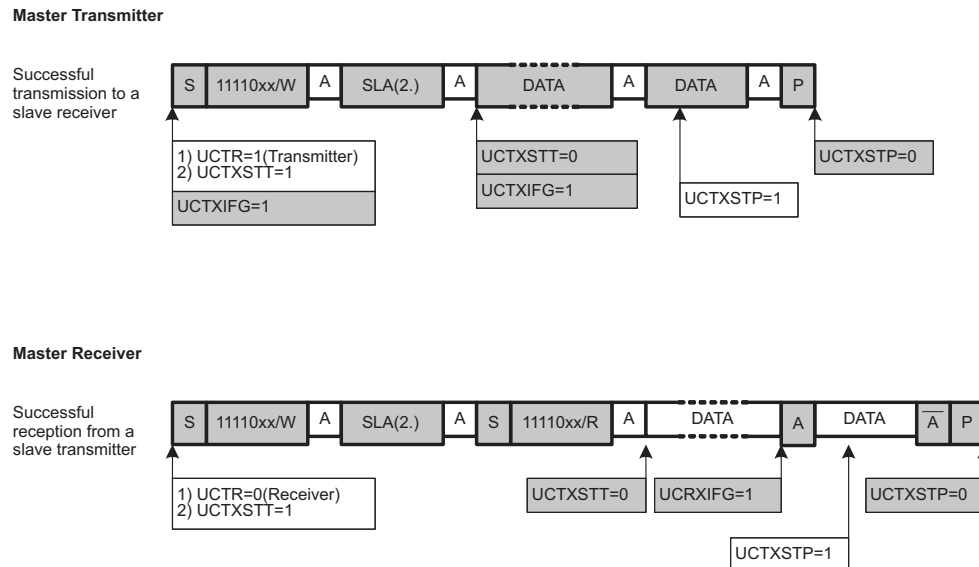 Master Transmitter
Successful
transmission to a
slave receiver
S 11110xx/W A SLA(2.) A DATA A DATA A P
1) UCTR=1(Transmitter)
2) UCTXSTT=1
UCTXIFG=1
UCTXSTT=0
UCTXIFG=1
UCTXSTP=1
UCTXSTP=0
Master Receiver
Successful
reception from a
slave transmitter
S 11110xx/W A SLA(2.) A S 11110xx/R A DATA A DATA A̅ P
1) UCTR=0(Receiver)
2) UCTXSTT=1
UCTXSTT=0
UCRXIFG=1
UCTXSTP=1
UCTXSTP=0